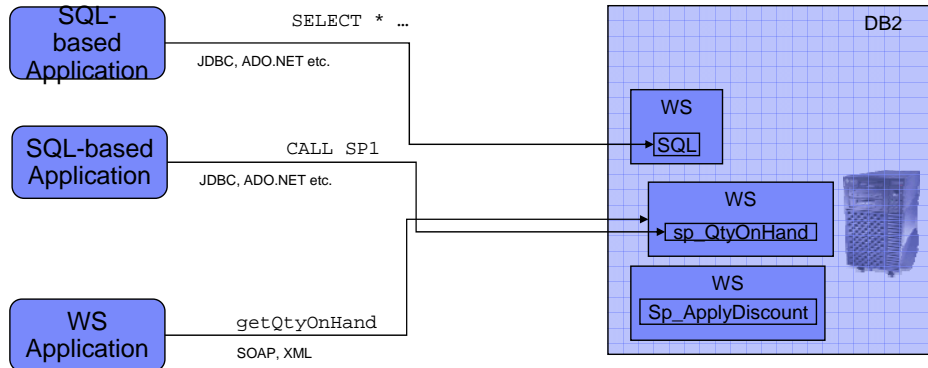 SQL-
based
Application
SELECT * …
JDBC, ADO.NET etc.
DB2
WS
SQL
SQL-based
Application
CALL SP1
JDBC, ADO.NET etc.
WS
sp_QtyOnHand
WS
Sp_ApplyDiscount
WS
Application
getQtyOnHand
SOAP, XML